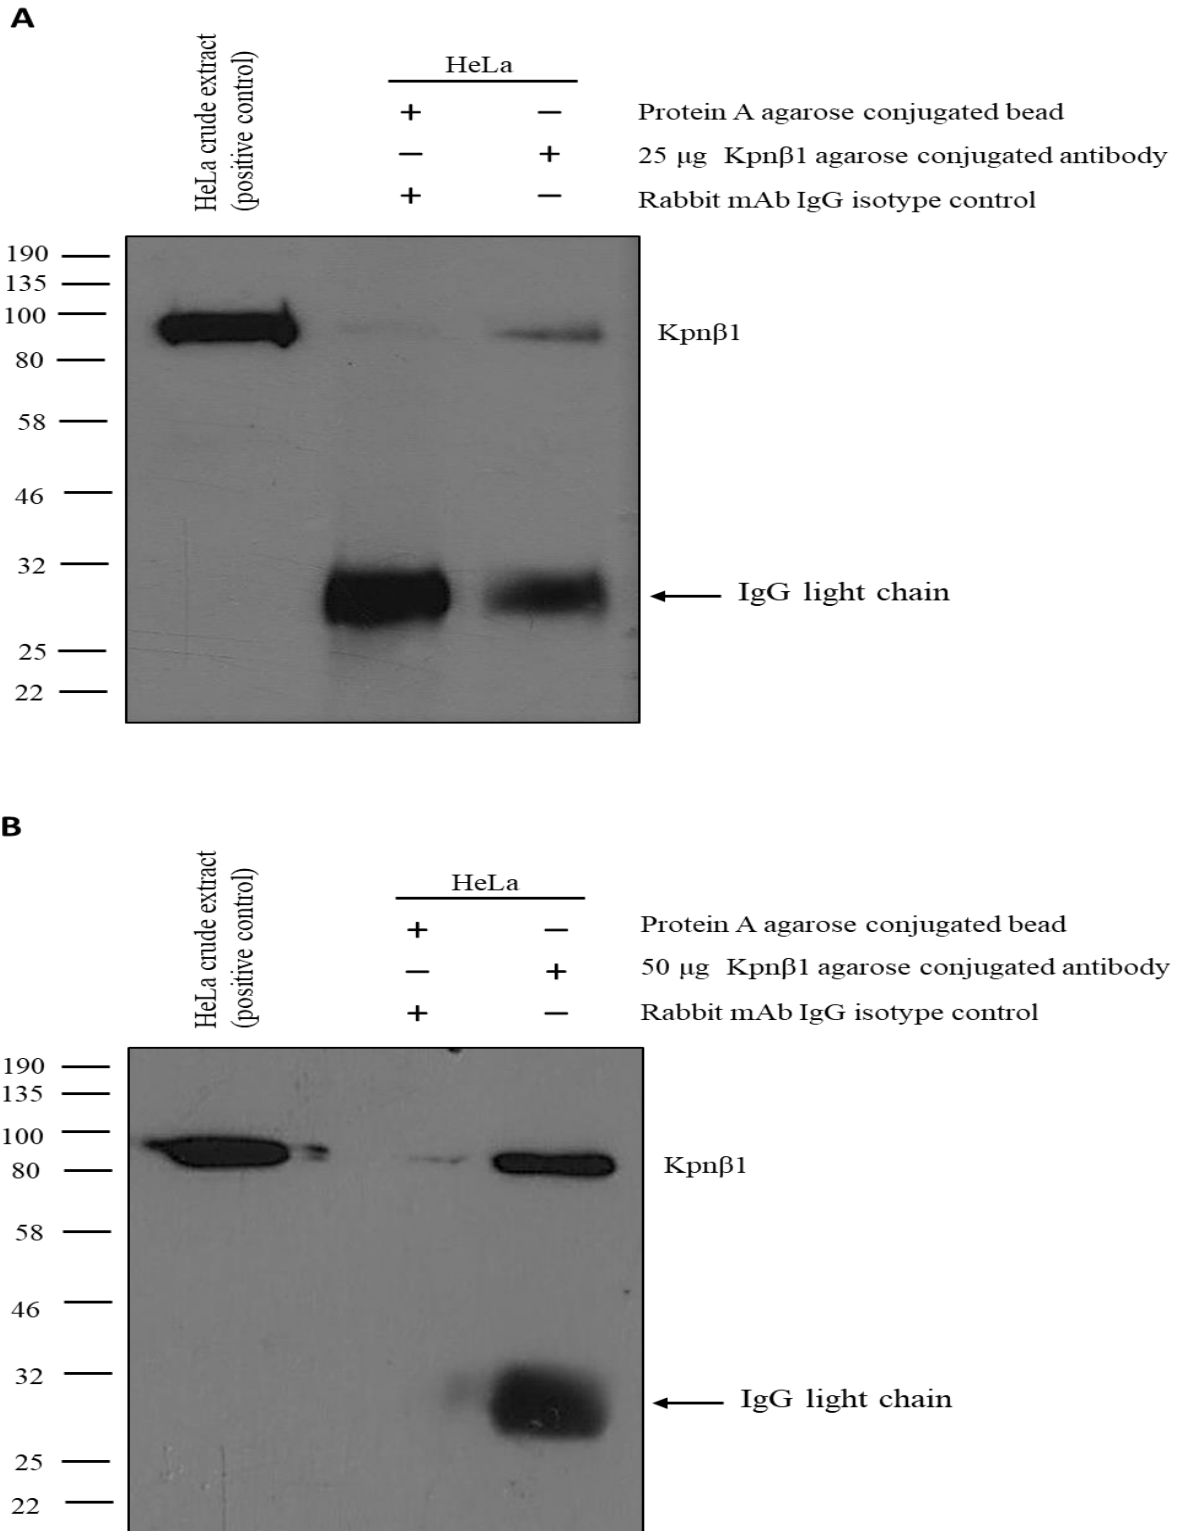 A
HeLa crude extract
(positive control)
HeLa
+ – Protein A agarose conjugated bead
– + 25 μg Kpnβ1 agarose conjugated antibody
+ – Rabbit mAb IgG isotype control
190
135
100
Kpnβ1
80
58
46
32
IgG light chain
25
22
B
HeLa crude extract
(positive control)
HeLa
+ – Protein A agarose conjugated bead
– + 50 μg Kpnβ1 agarose conjugated antibody
+ – Rabbit mAb IgG isotype control
190
135
100
Kpnβ1
80
58
46
32
IgG light chain
25
22